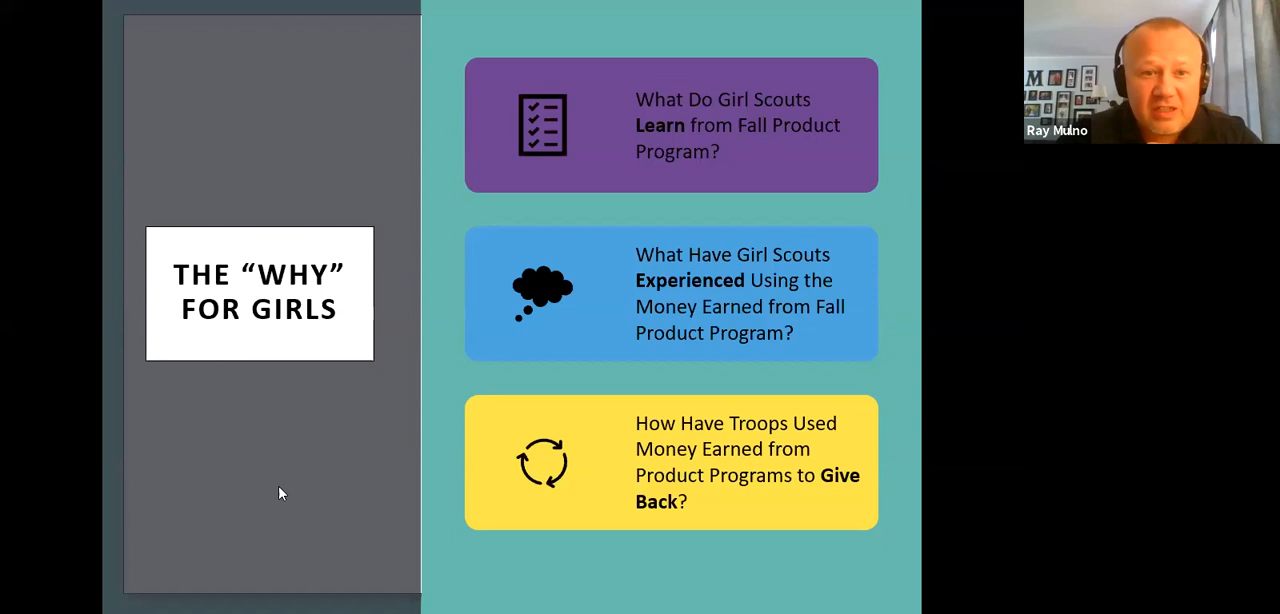 THE “WHY”
FOR GIRLS
What Do Girl Scouts
Learn from Fall Product
Program?
What Have Girl Scouts
Experienced Using the
Money Earned from Fall
Product Program?
How Have Troops Used
Money Earned from
Product Programs to Give
Back?
M
Ray Mulno